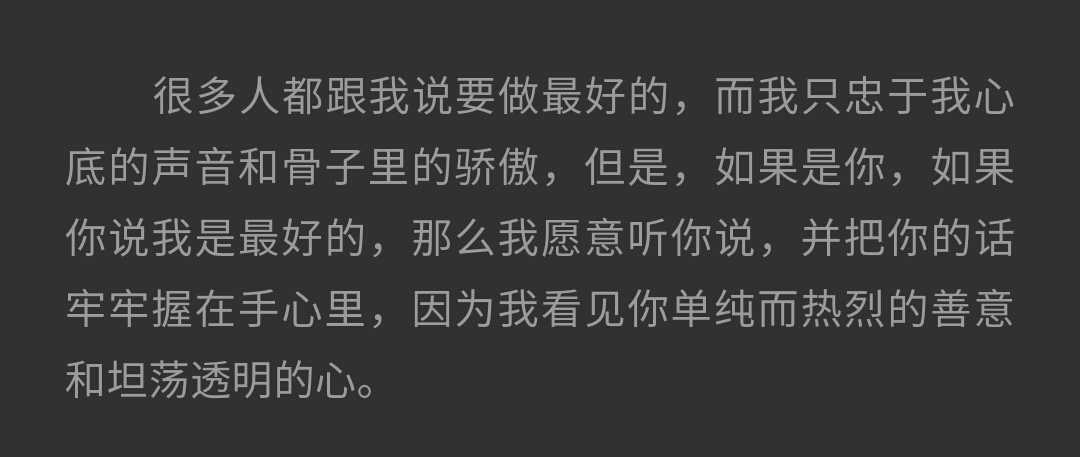 很多人都跟我说要做最好的，而我只忠于我心
底的声音和骨子里的骄傲，但是，如果是你，如果
你说我是最好的，那么我愿意听你说，并把你的话
牢牢握在手心里，因为我看见你单纯而热烈的善意
和坦荡透明的心。